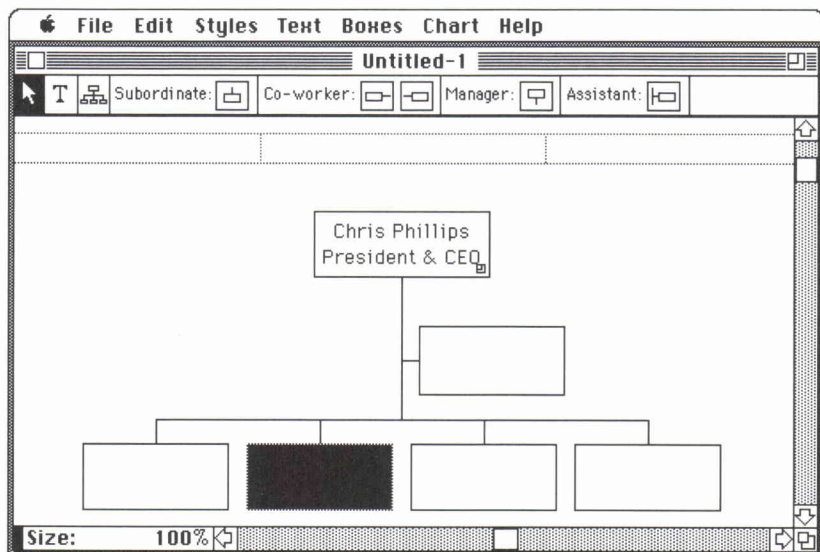 File Edit Styles Text Boxes Chart Help
Untitled-1
T Subordinate: Co-worker: Manager: Assistant:
Chris Phillips
President & CEO
Size: 100%